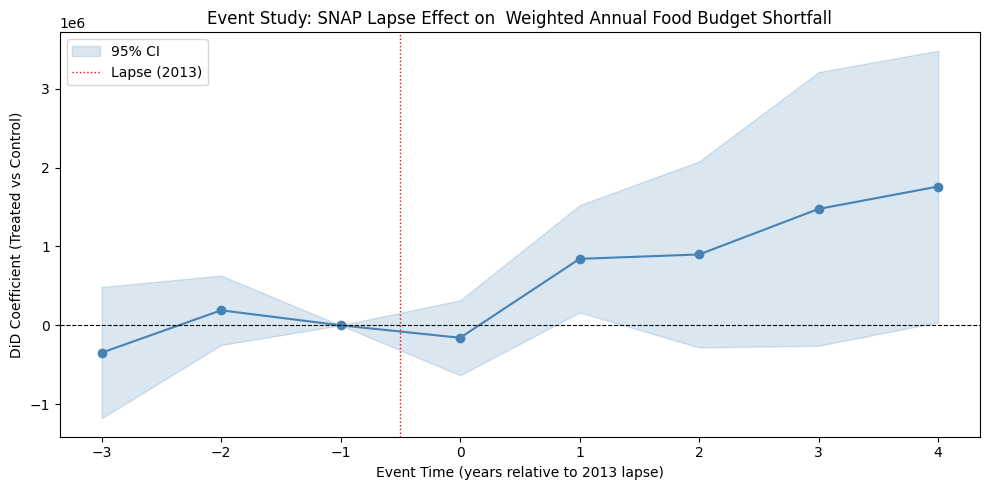 Event Study: SNAP Lapse Effect on  Weighted Annual Food Budget Shortfall
1e6
95% CI
Lapse (2013)
DiD Coefficient (Treated vs Control)
3
2
1
0
−1
−3
−2
−1
0
1
2
3
4
Event Time (years relative to 2013 lapse)